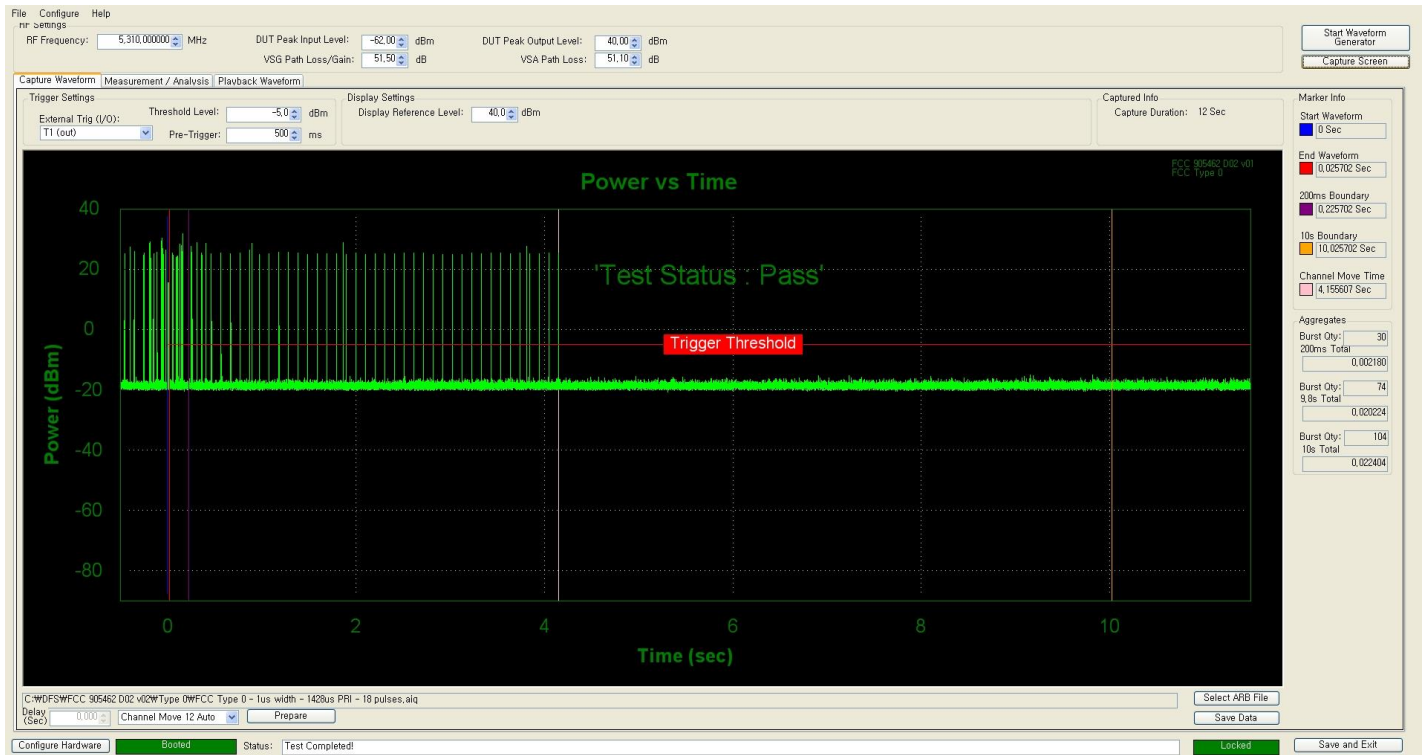 File Configure Help
RF Settings
RF Frequency: 5,310,000000 MHz DUT Peak Input Level: -62,00 dBm DUT Peak Output Level: 40,00 dBm
VSG Path Loss/Gain: 51,50 dB VSA Path Loss: 51,10 dB
Start Waveform Generator
Capture Screen
Capture Waveform Measurement / Analysis Playback Waveform
Trigger Settings
External Trig (I/O): Threshold Level: -5,0 dBm
T1 (out) Pre-Trigger: 500 ms
Display Settings
Display Reference Level: 40,0 dBm
Captured Info
Capture Duration: 12 Sec
Marker Info
Start Waveform
0 Sec
End Waveform
0,025702 Sec
200ms Boundary
0,225702 Sec
10s Boundary
10,025702 Sec
Channel Move Time
4,155607 Sec
Aggregates
Burst Qty: 30
200ms Total
0,002180
Burst Qty: 74
9,8s Total
0,020224
Burst Qty: 104
10s Total
0,022404
FCC 905462 D02 v01
FCC Type 0
Power vs Time
'Test Status : Pass'
Trigger Threshold
Power (dBm)
40
20
0
-20
-40
-60
-80
0 2 4 6 8 10
Time (sec)
C:₩DFS₩FCC 905462 D02 v02₩Type 0₩FCC Type 0 - 1us width - 1428us PRI - 18 pulses,aiq
Select ARB File
Delay (Sec) 0,000 Channel Move 12 Auto Prepare
Save Data
Configure Hardware Booted Status: Test Completed! Locked Save and Exit